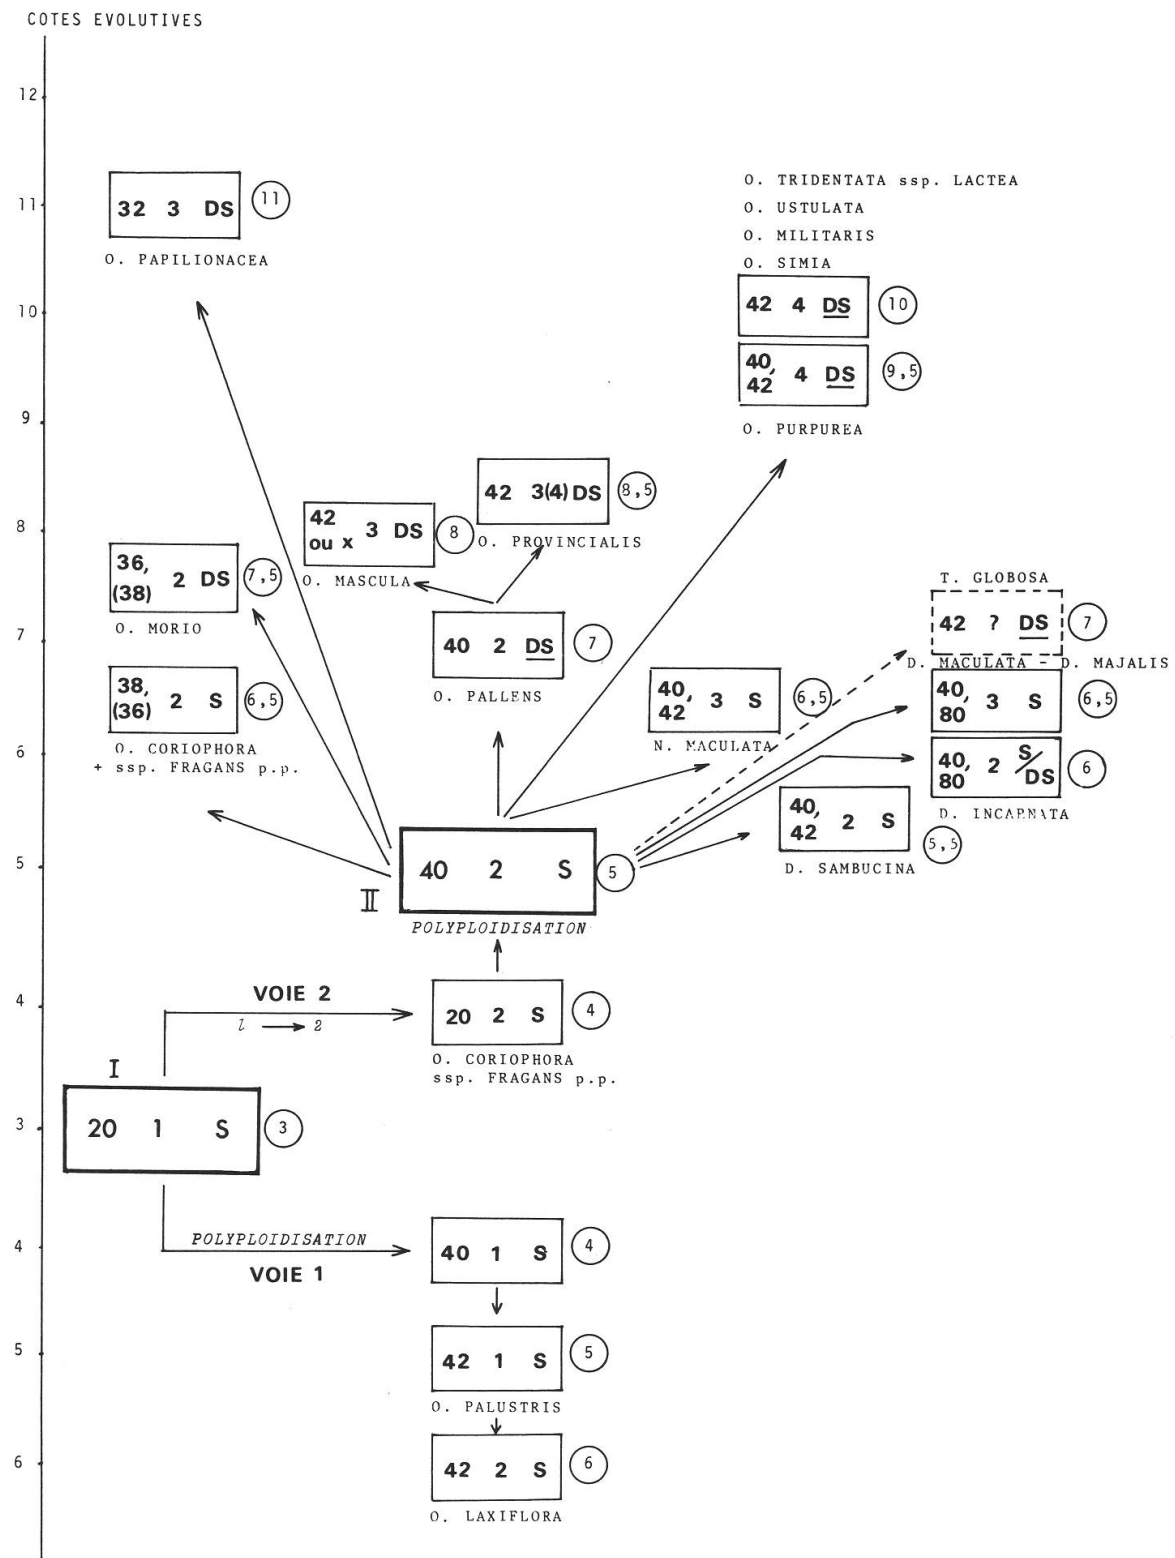 COTES EVOLUTIVES
12
11
10
9
8
7
6
5
4
3
4
5
6
32 3 DS
11
O. PAPILIONACEA
O. TRIDENTATA ssp. LACTEA
O. USTULATA
O. MILITARIS
O. SIMIA
42 4 DS
10
40,
42
4 DS
9,5
O. PURPUREA
42 3(4) DS
8,5
O. PROVINCIALIS
42
ou x
3 DS
8
O. MASCULA
36,
(38)
2 DS
7,5
O. MORIO
40 2 DS
7
O. PALLENS
T. GLOBOSA
42 ? DS
7
D. MACULATA - D. MAJALIS
40,
80
3 S
6,5
40,
80
2 S/DS
6
D. INCARNATA
38,
(36)
2 S
6,5
O. CORIOPHORA
+ ssp. FRAGANS p.p.
40,
42
3 S
6,5
N. MACULATA
40,
42
2 S
5,5
D. SAMBUCINA
40 2 S
5
II
POLYPLOIDISATION
VOIE 2
1 → 2
20 2 S
4
O. CORIOPHORA
ssp. FRAGANS p.p.
I
20 1 S
3
POLYPLOIDISATION
VOIE 1
40 1 S
4
42 1 S
5
O. PALUSTRIS
42 2 S
6
O. LAXIFLORA